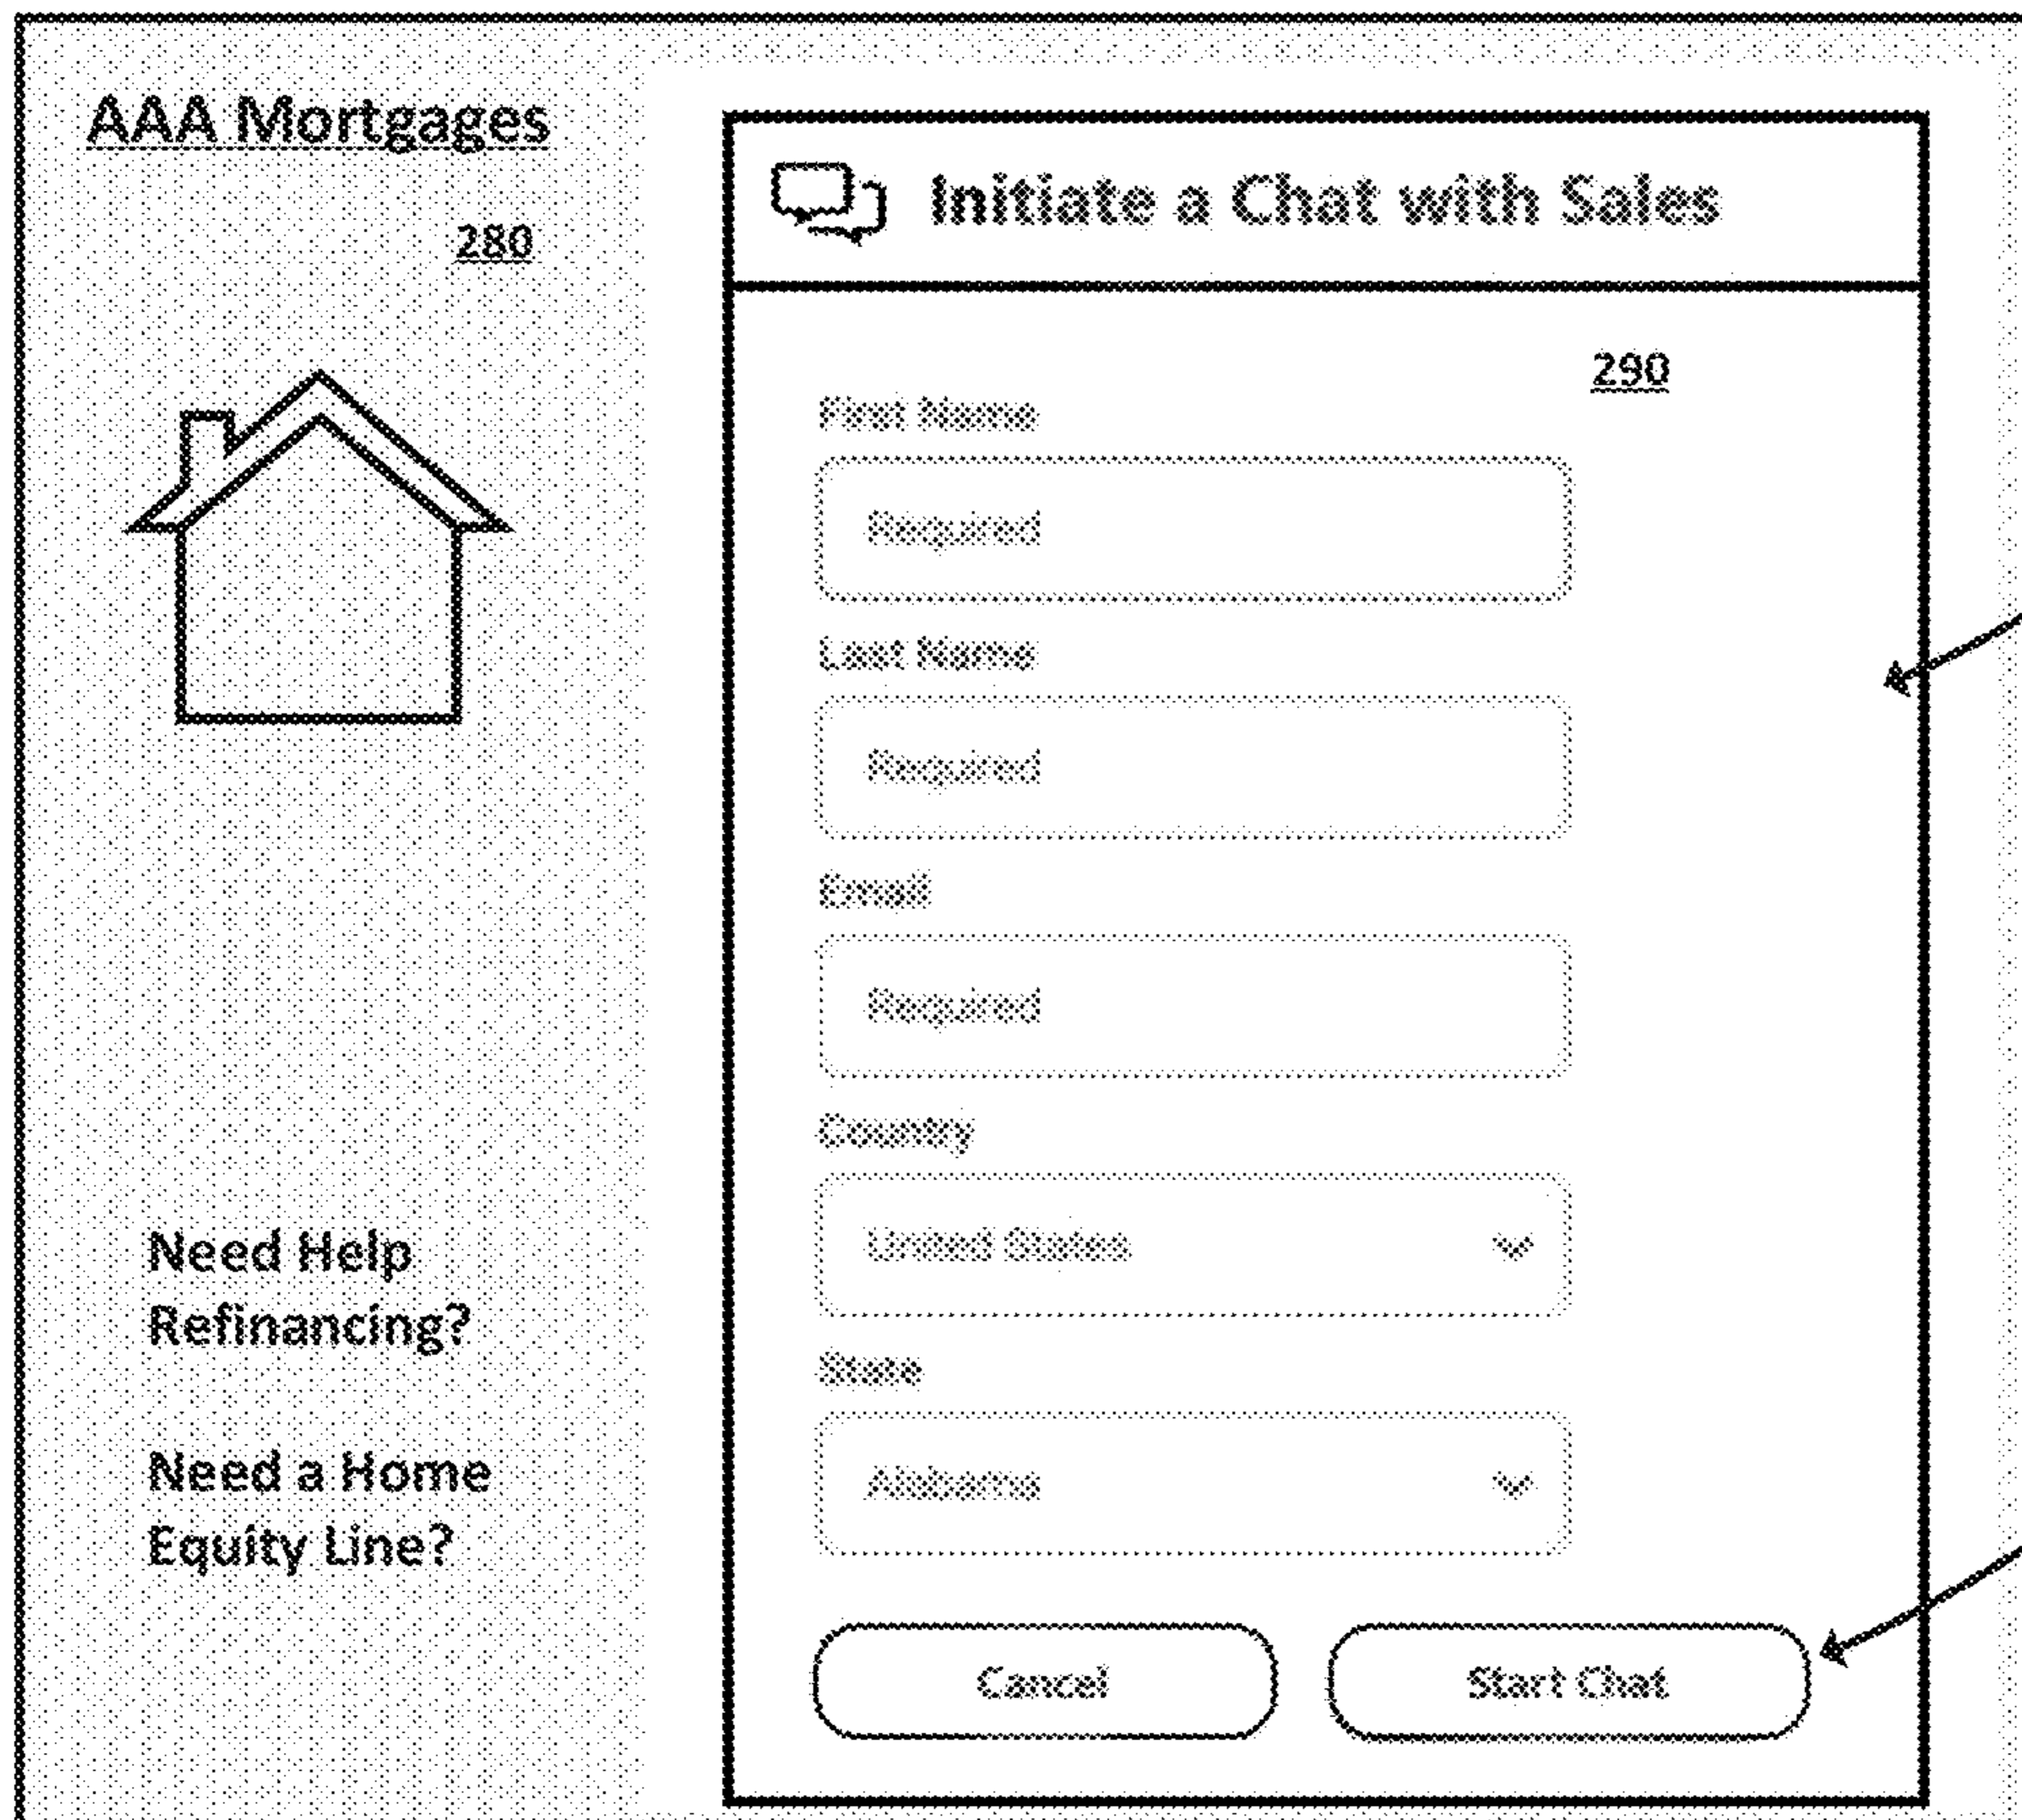 AAA Mortgages
280
Need Help
Refinancing?
Need a Home
Equity Line?
Initiate a Chat with Sales
290
First Name
Required
Last Name
Required
Email
Required
Country
United States
State
Alabama
Cancel
Start Chat